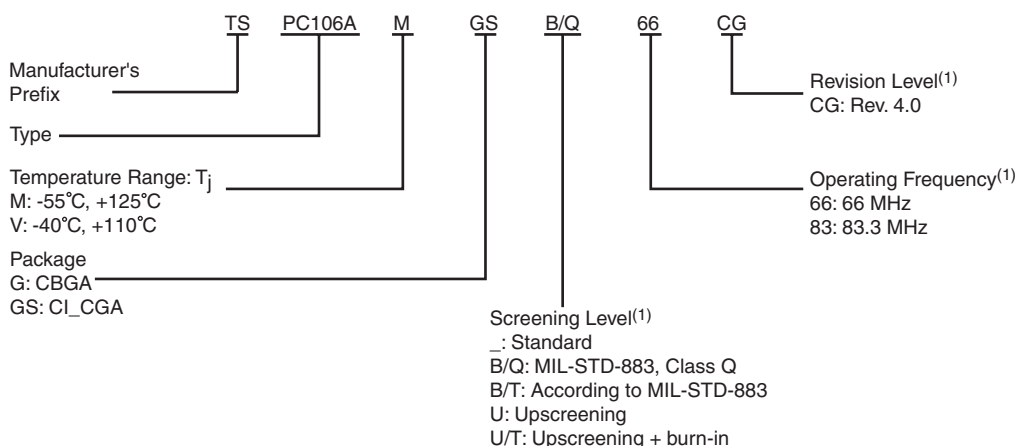 TS PC106A M GS B/Q 66 CG
Manufacturer's
Prefix
Type
Temperature Range: Tj
M: -55°C, +125°C
V: -40°C, +110°C
Package
G: CBGA
GS: CI_CGA
Screening Level(1)
_: Standard
B/Q: MIL-STD-883, Class Q
B/T: According to MIL-STD-883
U: Upscreening
U/T: Upscreening + burn-in
Revision Level(1)
CG: Rev. 4.0
Operating Frequency(1)
66: 66 MHz
83: 83.3 MHz